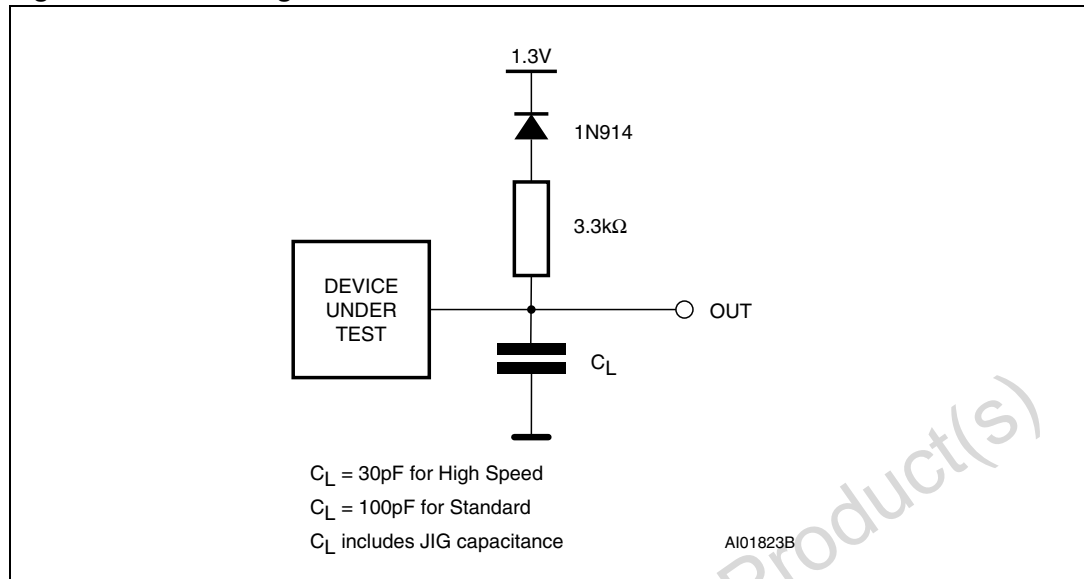 1.3V
1N914
3.3kΩ
DEVICE
UNDER
TEST
OUT
CL
CL = 30pF for High Speed
CL = 100pF for Standard
CL includes JIG capacitance
AI01823B
Product(s)